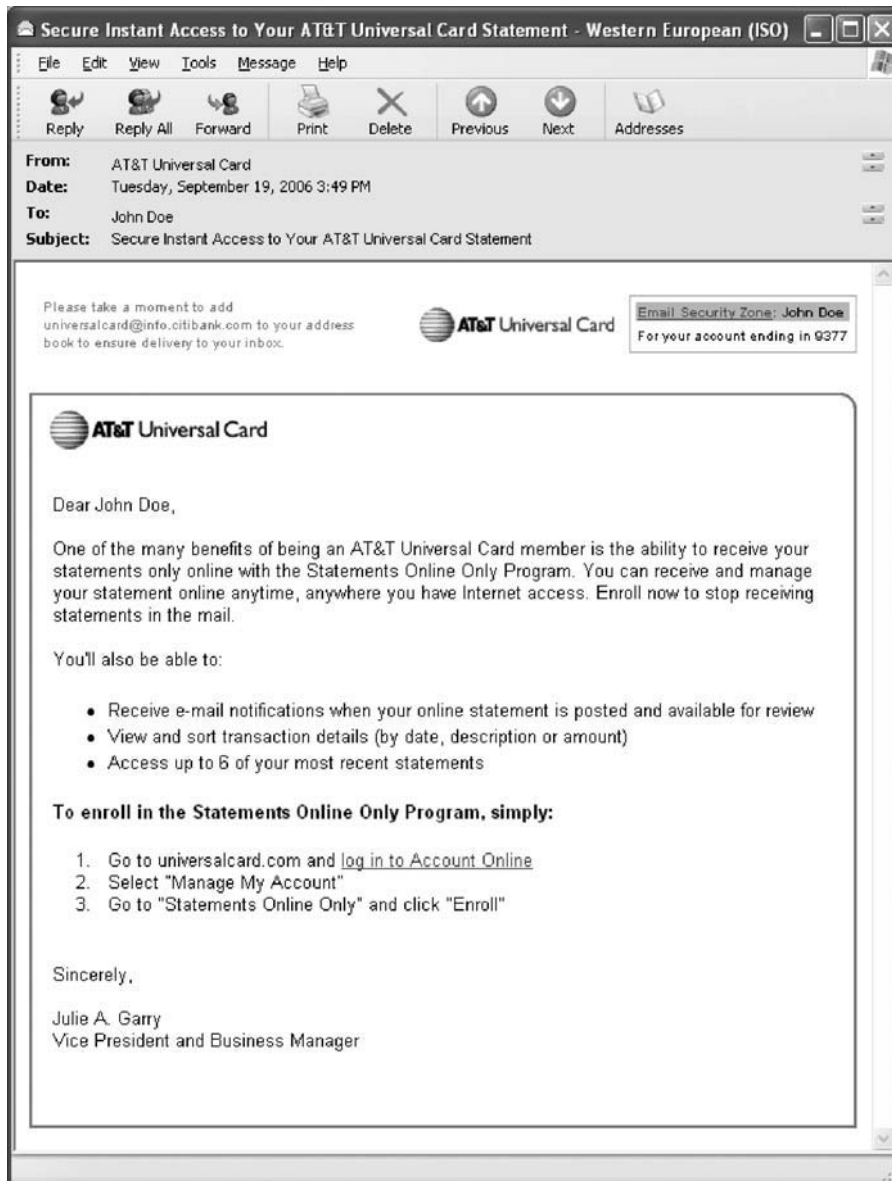 Secure Instant Access to Your AT&T Universal Card Statement - Western European (ISO)
File Edit View Tools Message Help
Reply Reply All Forward Print Delete Previous Next Addresses
From: AT&T Universal Card
Date: Tuesday, September 19, 2006 3:49 PM
To: John Doe
Subject: Secure Instant Access to Your AT&T Universal Card Statement
Please take a moment to add
universalcard@info.citibank.com to your address
book to ensure delivery to your inbox.
AT&T Universal Card
Email Security Zone: John Doe
For your account ending in 9377
AT&T Universal Card
Dear John Doe,
One of the many benefits of being an AT&T Universal Card member is the ability to receive your
statements only online with the Statements Online Only Program. You can receive and manage
your statement online anytime, anywhere you have Internet access. Enroll now to stop receiving
statements in the mail.
You'll also be able to:
• Receive e-mail notifications when your online statement is posted and available for review
• View and sort transaction details (by date, description or amount)
• Access up to 6 of your most recent statements
To enroll in the Statements Online Only Program, simply:
1. Go to universalcard.com and log in to Account Online
2. Select "Manage My Account"
3. Go to "Statements Online Only" and click "Enroll"
Sincerely,
Julie A. Garry
Vice President and Business Manager